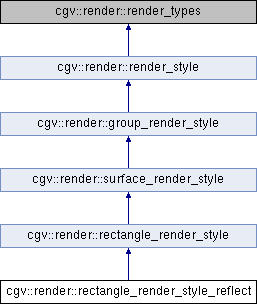 cgv::render::render_types
cgv::render::render_style
cgv::render::group_render_style
cgv::render::surface_render_style
cgv::render::rectangle_render_style
cgv::render::rectangle_render_style_reflect